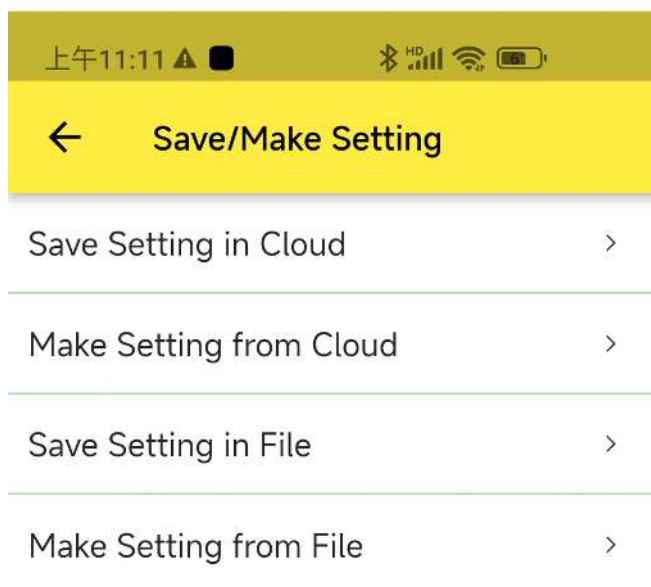 上午11:11
HD
Save/Make Setting
Save Setting in Cloud
Make Setting from Cloud
Save Setting in File
Make Setting from File